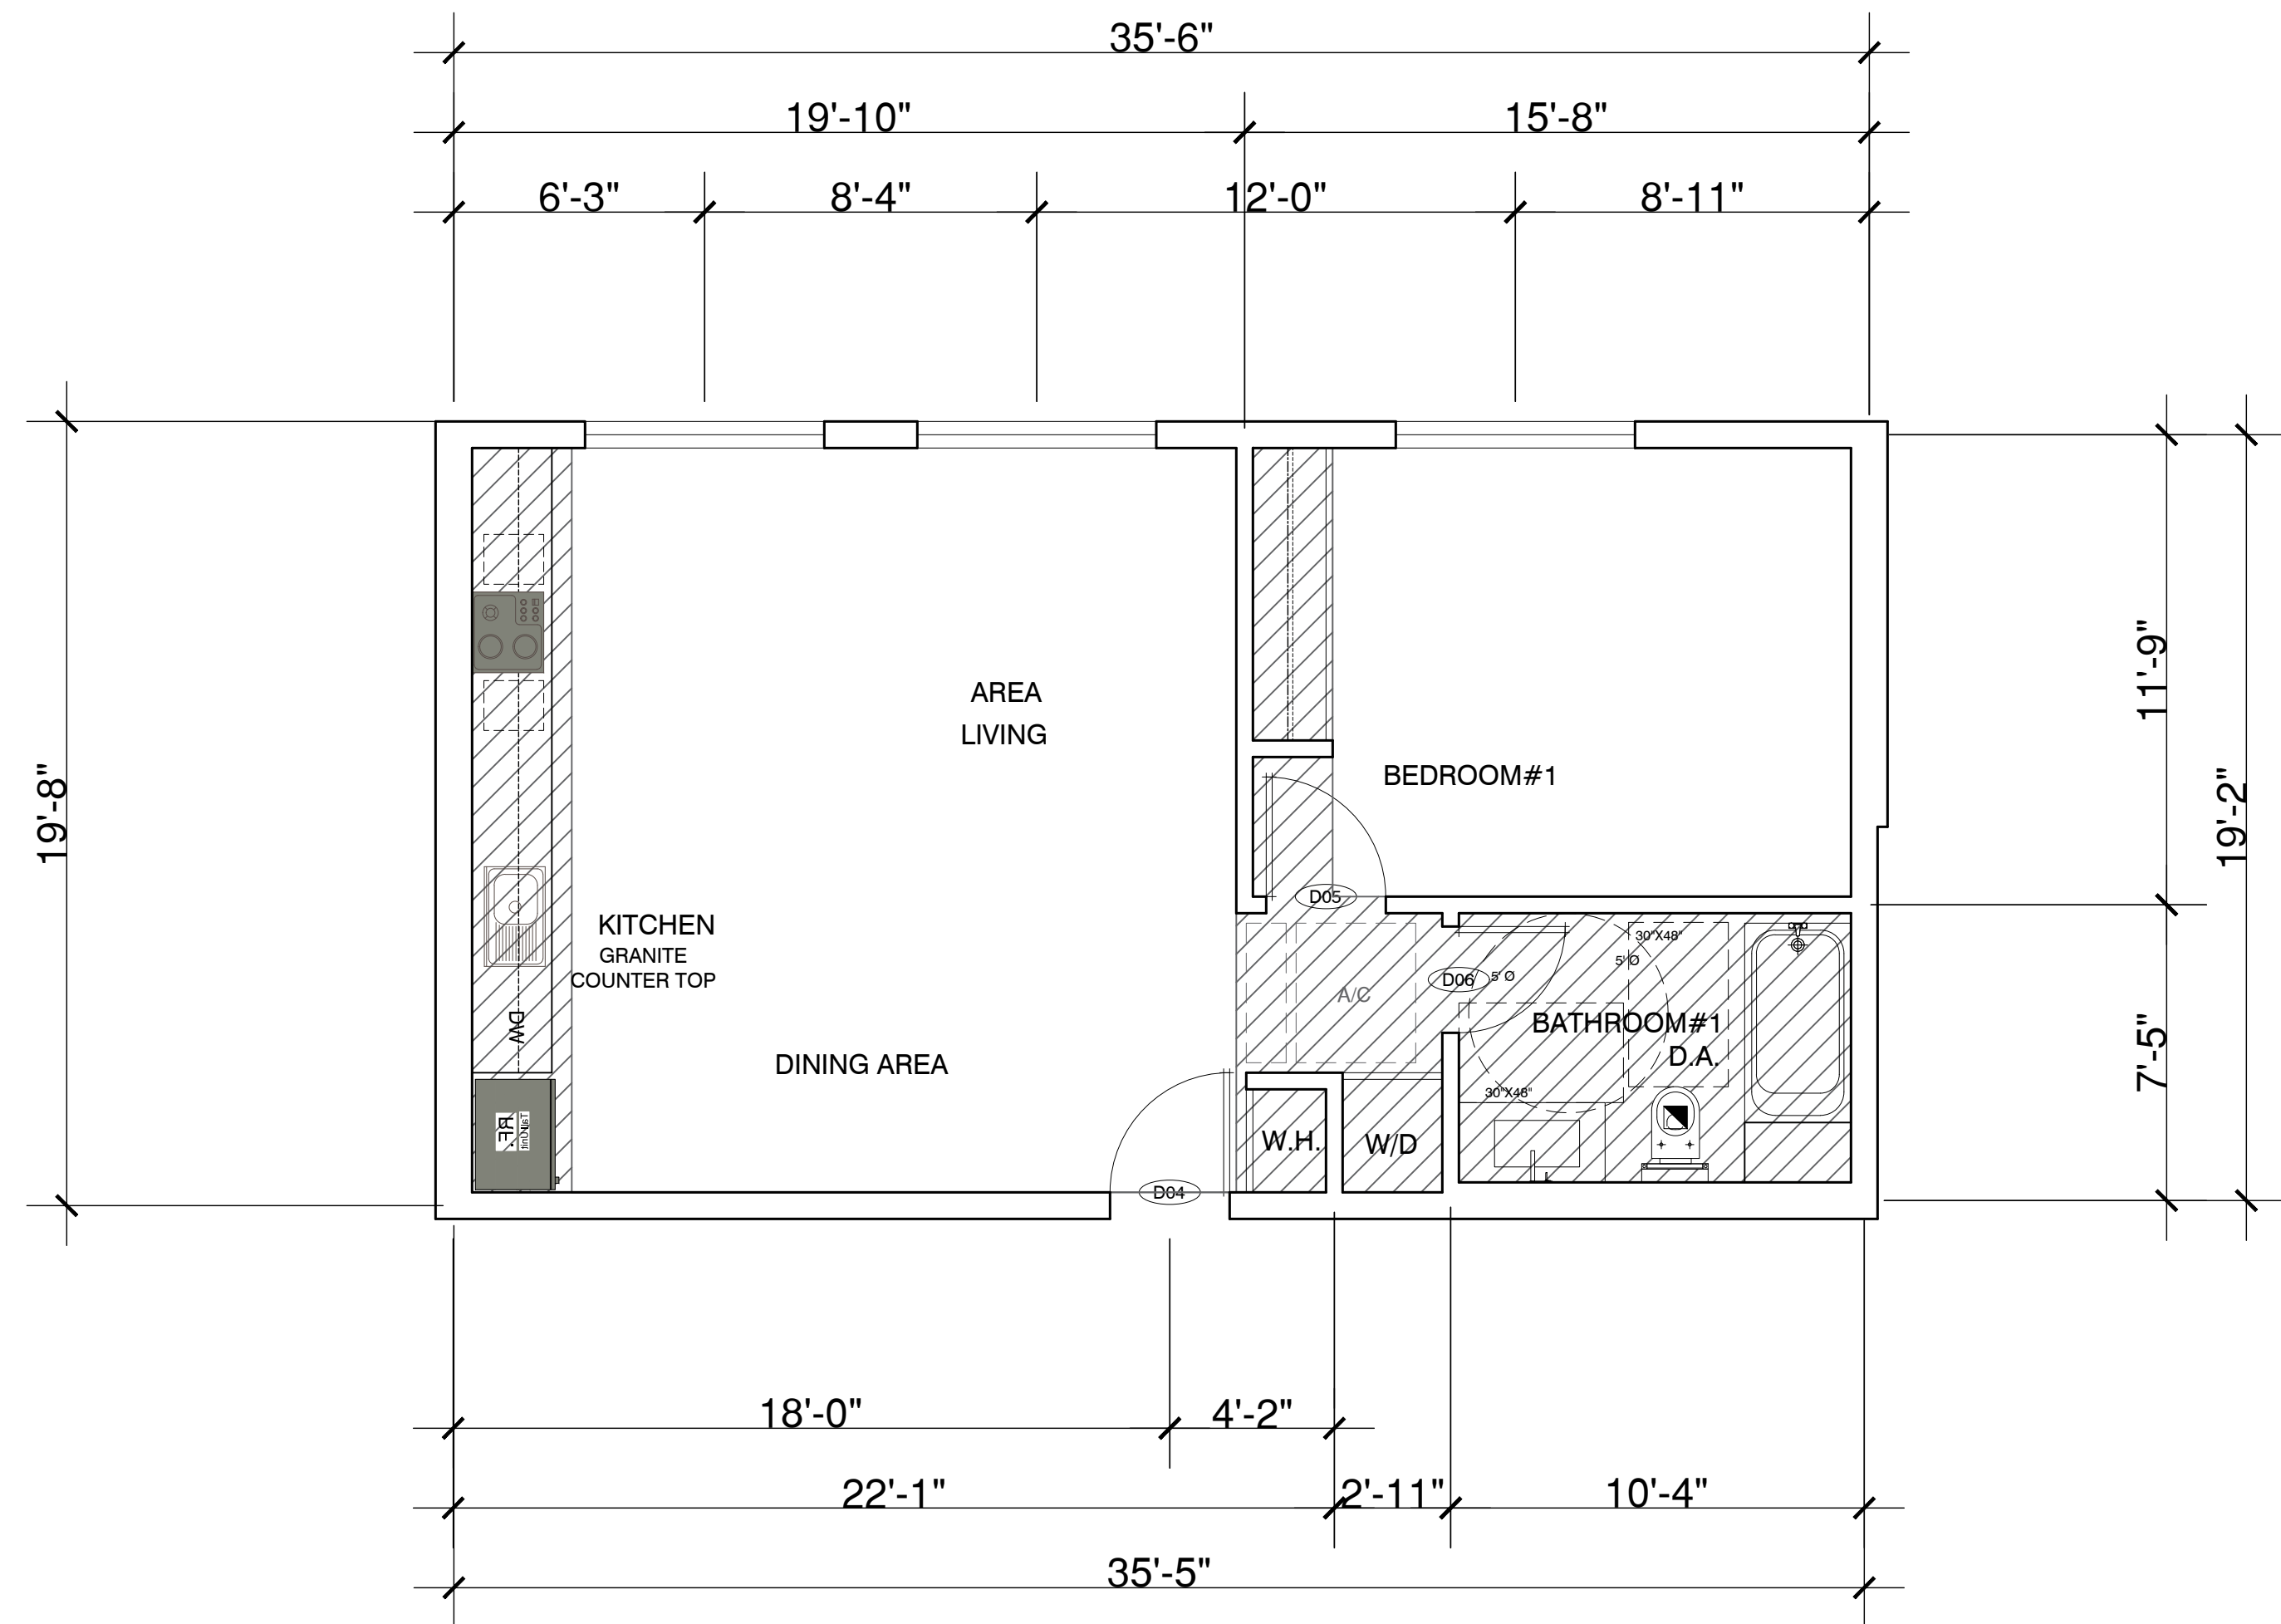 35'-6"
19'-10"
15'-8"
6'-3"
8'-4"
12'-0"
8'-11"
AREA
LIVING
BEDROOM#1
11'-9"
19'-8"
19'-2"
D05
KITCHEN
GRANITE
COUNTER TOP
30"X48"
5' Ø
D06
5' Ø
A/C
DW
BATHROOM#1
D.A.
7'-5"
DINING AREA
30"X48"
REF.
W.H.
W/D
D04
18'-0"
4'-2"
22'-1"
2'-11"
10'-4"
35'-5"